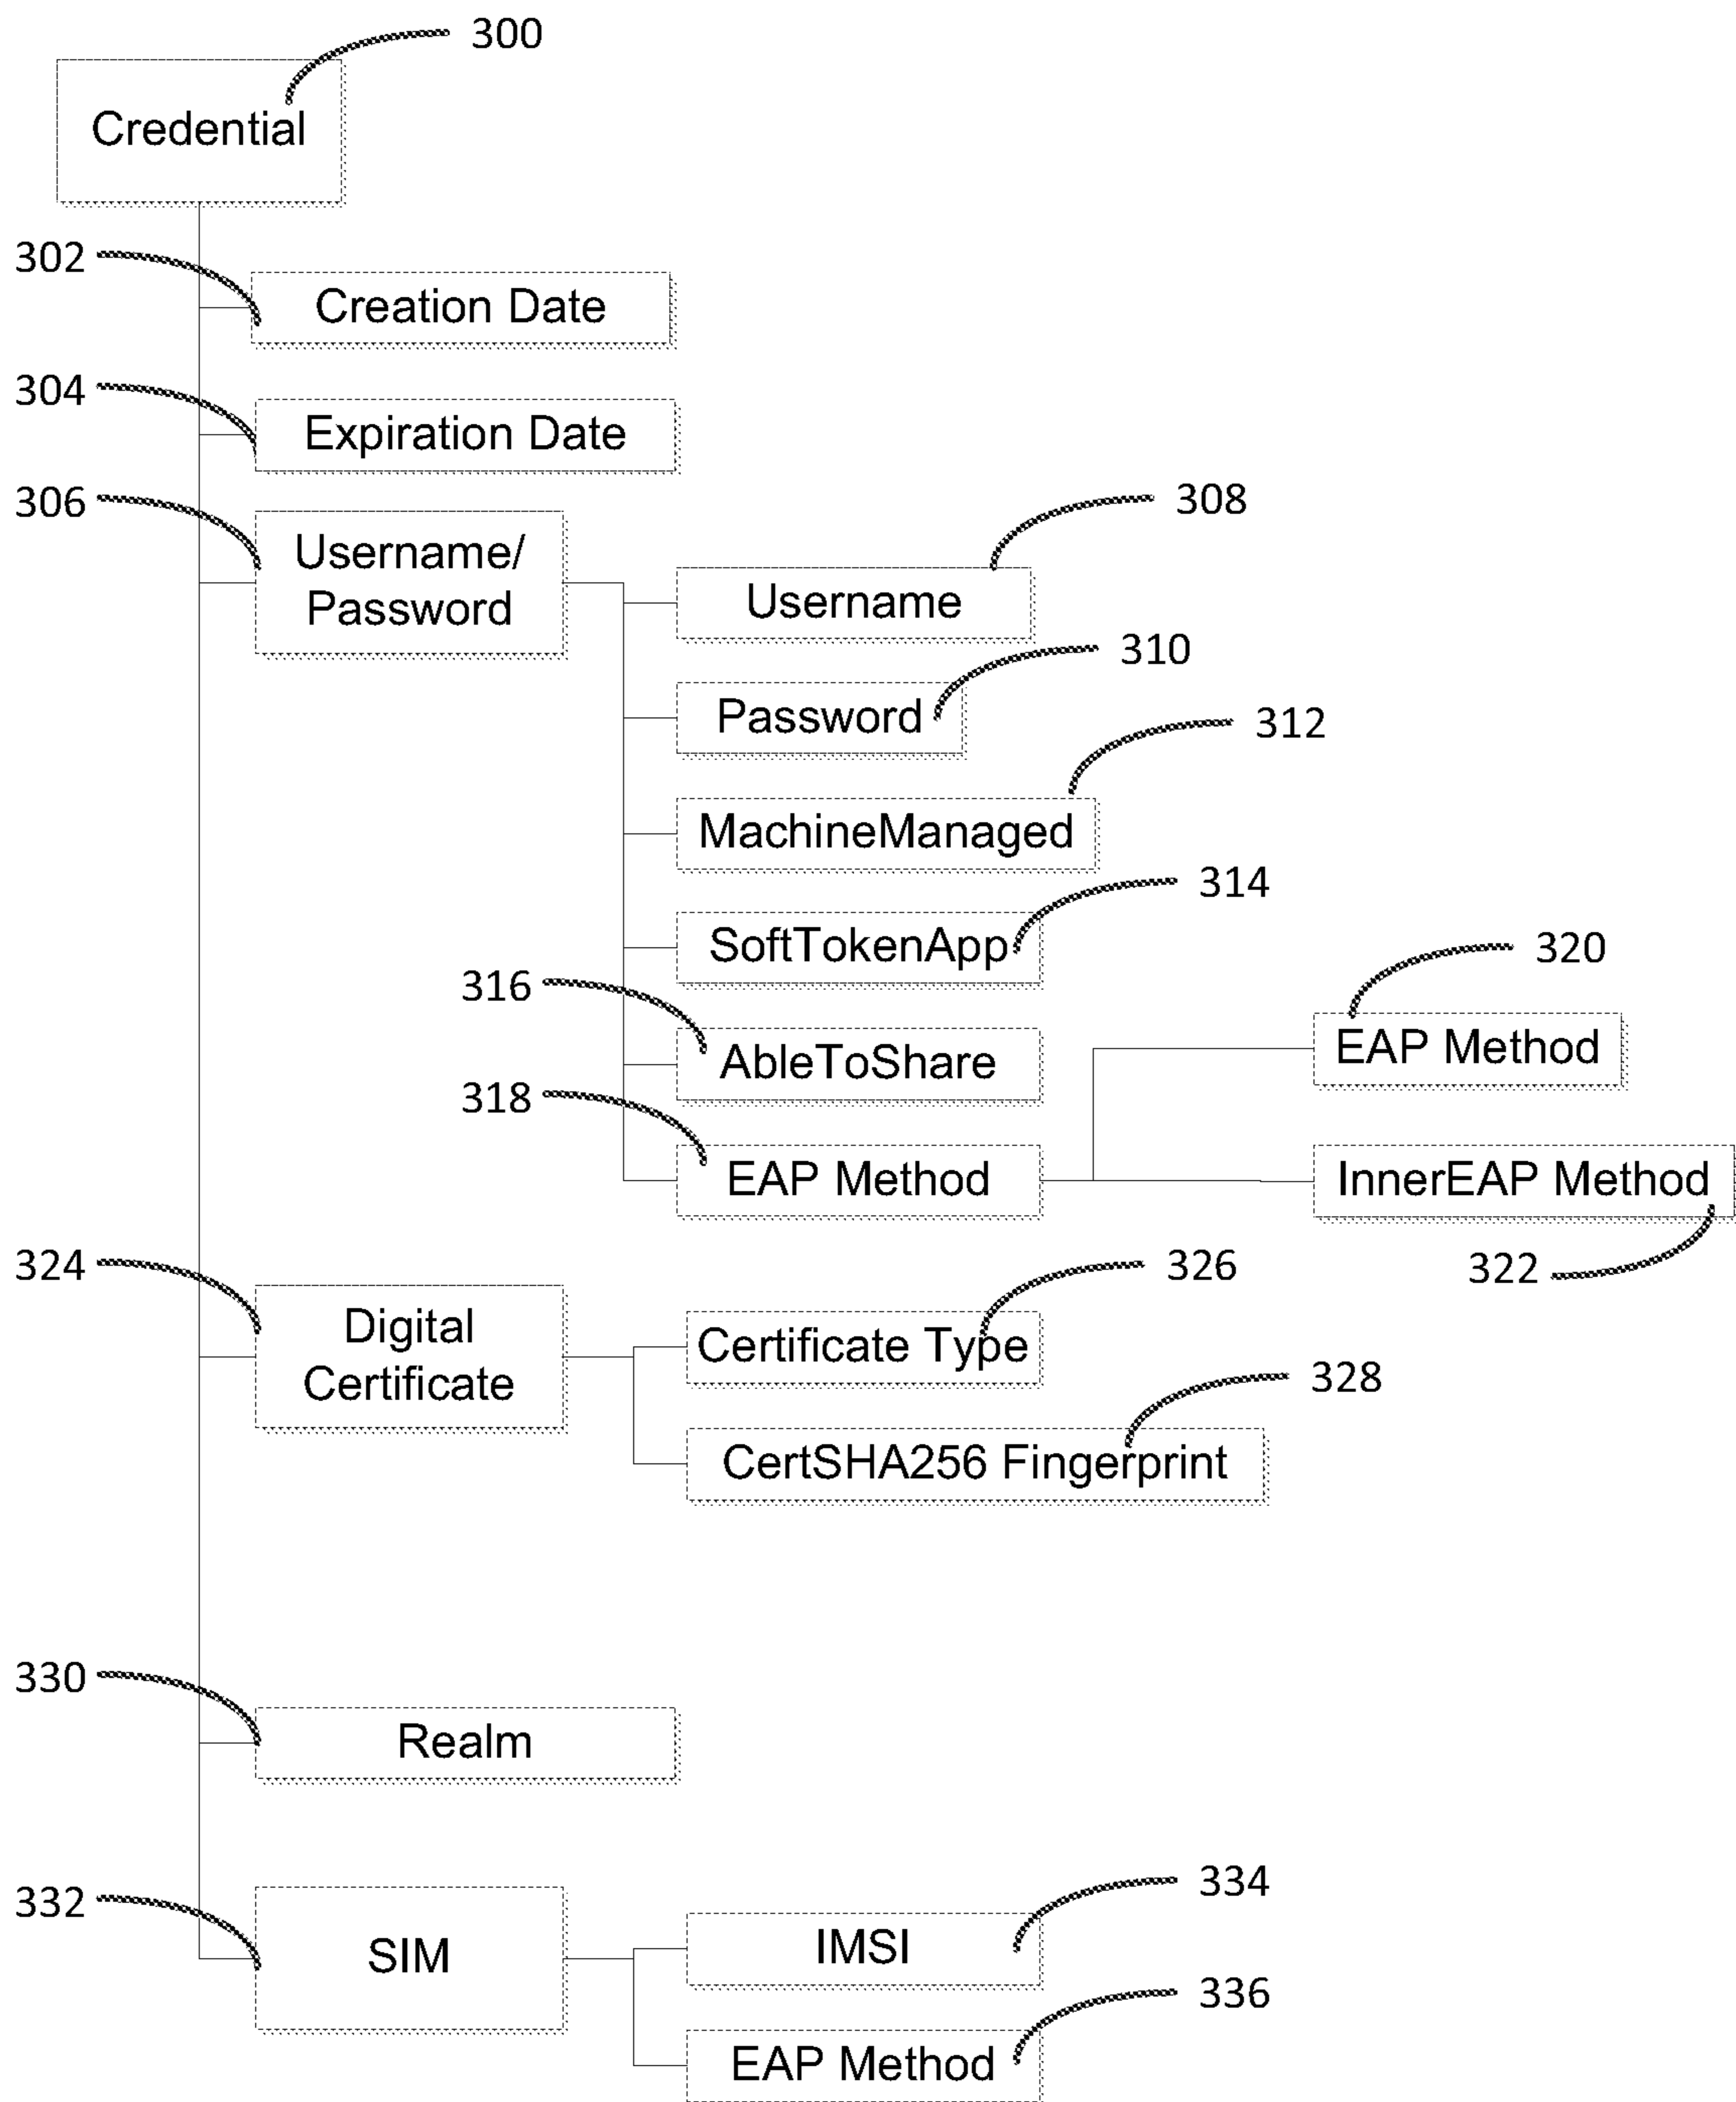 300
Credential
302
Creation Date
304
Expiration Date
306
Username/
Password
308
Username
310
Password
312
MachineManaged
314
SoftTokenApp
316
AbleToShare
320
EAP Method
318
EAP Method
InnerEAP Method
322
324
Digital
Certificate
326
Certificate Type
328
CertSHA256 Fingerprint
330
Realm
332
SIM
334
IMSI
336
EAP Method